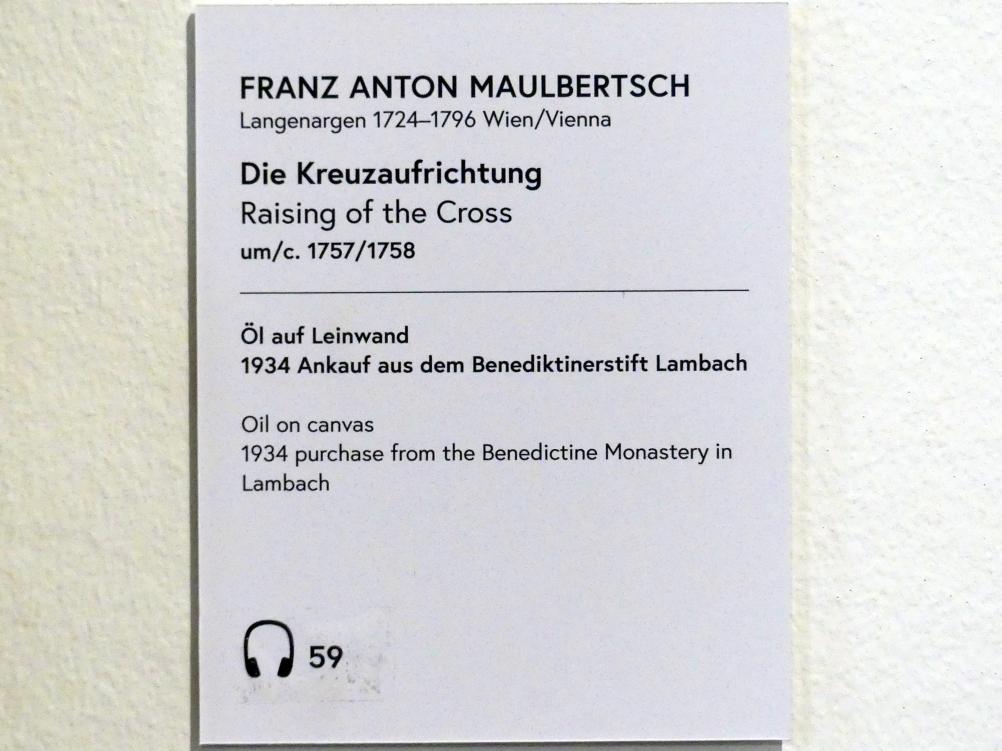 FRANZ ANTON MAULBERTSCH
Langenargen 1724–1796 Wien/Vienna
Die Kreuzaufrichtung
Raising of the Cross
um/c. 1757/1758
Öl auf Leinwand
1934 Ankauf aus dem Benediktinerstift Lambach
Oil on canvas
1934 purchase from the Benedictine Monastery in
Lambach
59